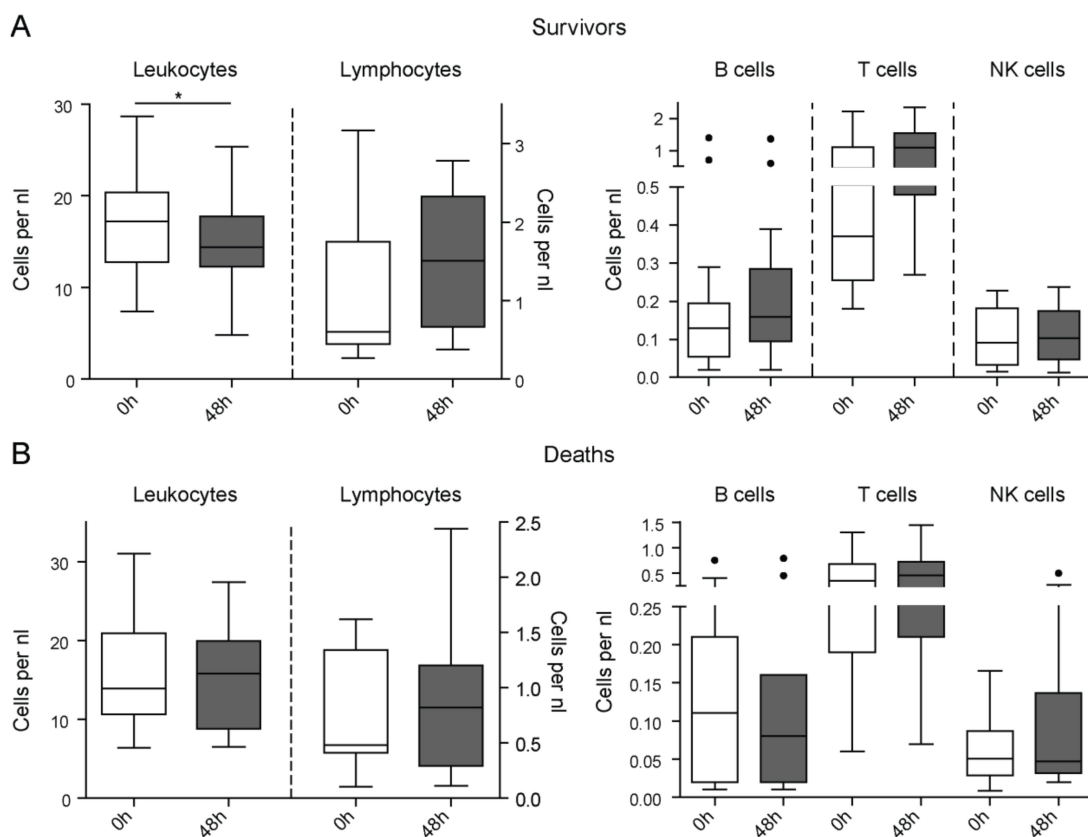 A
Survivors
Leukocytes
Lymphocytes
B cells
T cells
NK cells
*
30
20
10
0
Cells per nl
3
2
1
0
Cells per nl
2
1
0.5
0.4
0.3
0.2
0.1
0.0
Cells per nl
0h
48h
0h
48h
0h
48h
0h
48h
0h
48h
B
Deaths
Leukocytes
Lymphocytes
B cells
T cells
NK cells
30
20
10
0
Cells per nl
2.5
2.0
1.5
1.0
0.5
0.0
Cells per nl
1.5
1.0
0.5
0.25
0.20
0.15
0.10
0.05
0.00
Cells per nl
0h
48h
0h
48h
0h
48h
0h
48h
0h
48h